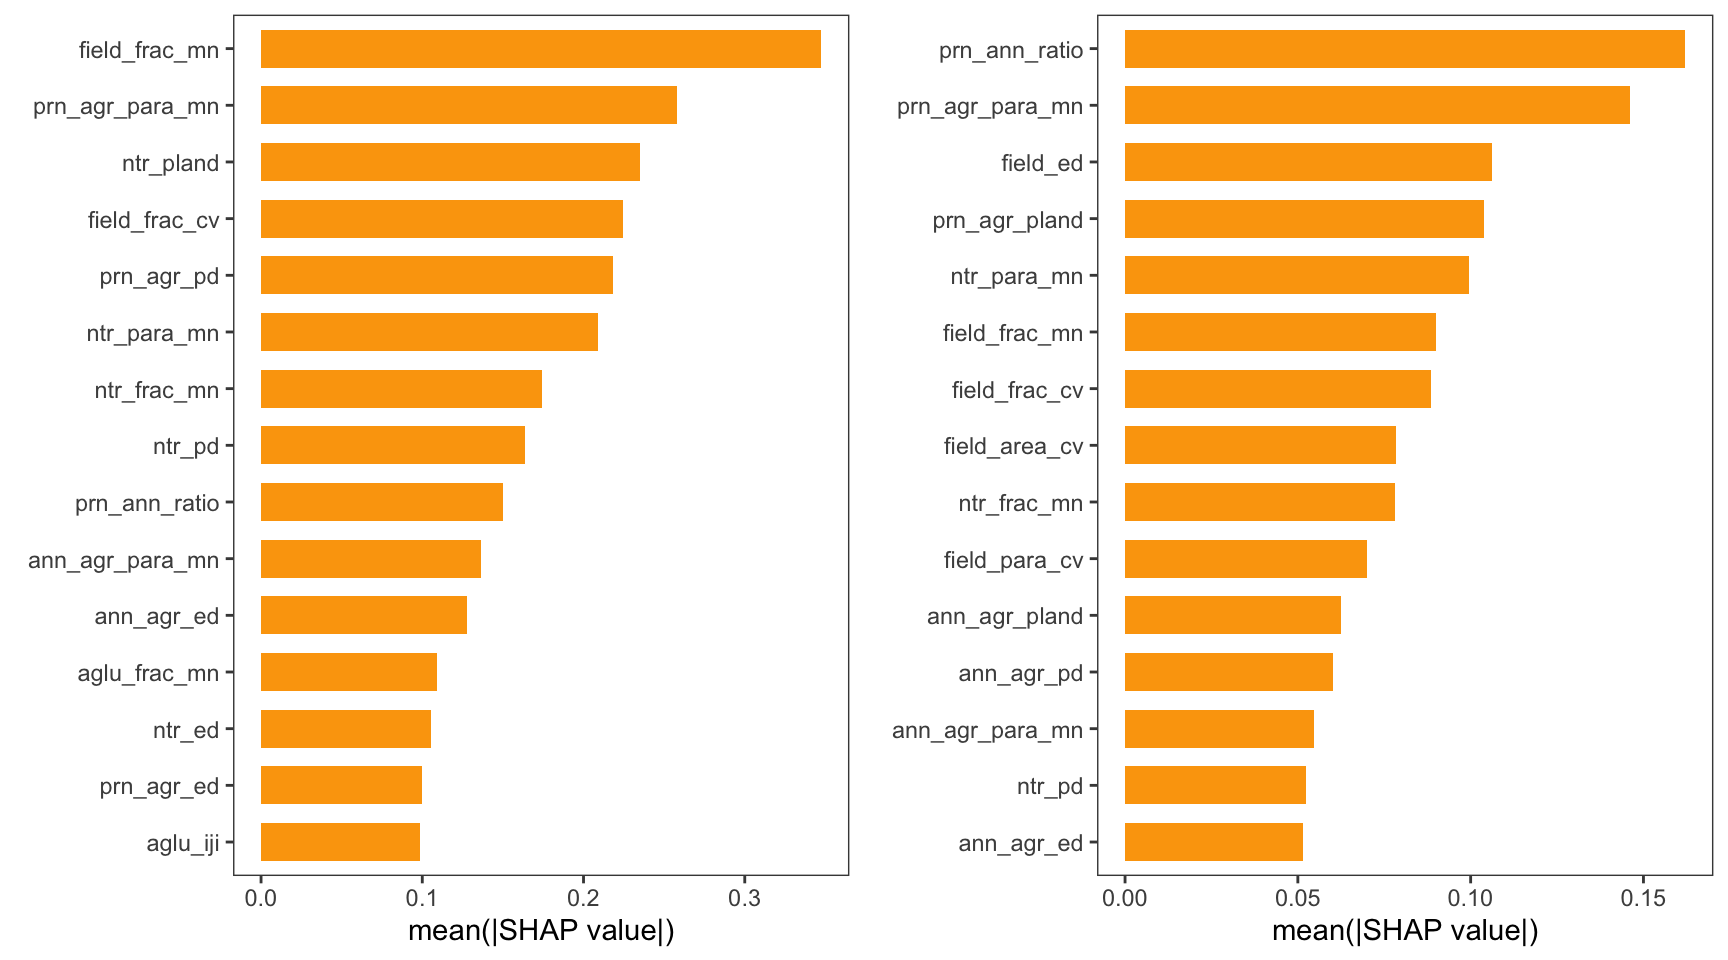 field_frac_mn
prn_agr_para_mn
ntr_pland
field_frac_cv
prn_agr_pd
ntr_para_mn
ntr_frac_mn
ntr_pd
prn_ann_ratio
ann_agr_para_mn
ann_agr_ed
aglu_frac_mn
ntr_ed
prn_agr_ed
aglu_iji
0.0 0.1 0.2 0.3
mean(|SHAP value|)
prn_ann_ratio
prn_agr_para_mn
field_ed
prn_agr_pland
ntr_para_mn
field_frac_mn
field_frac_cv
field_area_cv
ntr_frac_mn
field_para_cv
ann_agr_pland
ann_agr_pd
ann_agr_para_mn
ntr_pd
ann_agr_ed
0.00 0.05 0.10 0.15
mean(|SHAP value|)